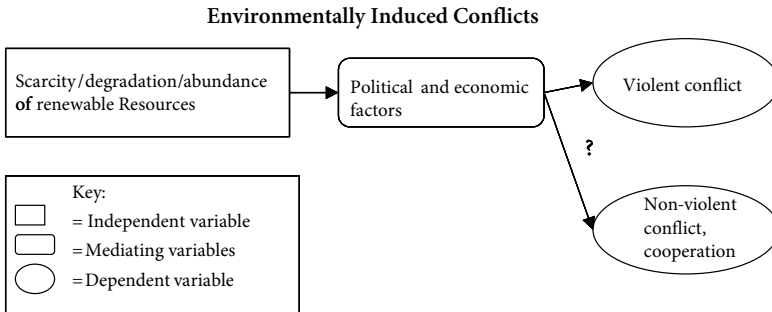 Environmentally Induced Conflicts
Scarcity/degradation/abundance
of renewable Resources
Political and economic
factors
Violent conflict
?
Non-violent
conflict,
cooperation
Key:
= Independent variable
=Mediating variables
=Dependent variable